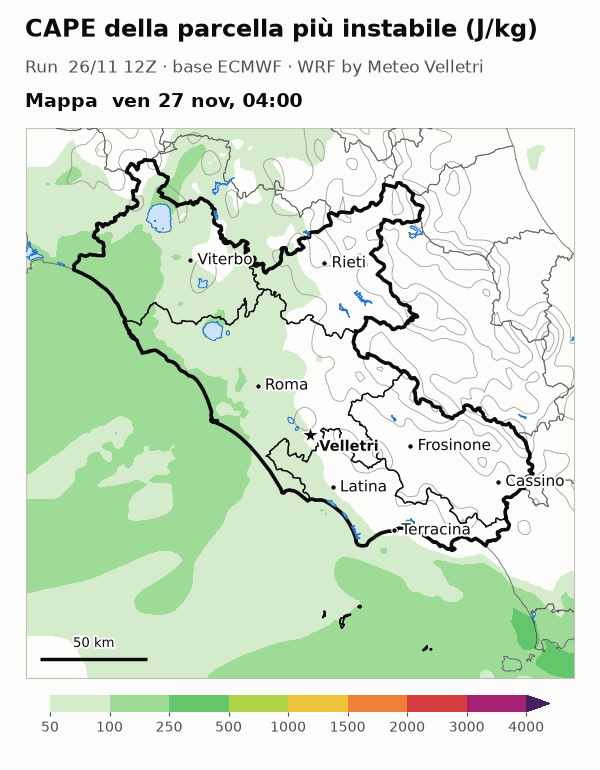 CAPE della parcella più instabile (J/kg)
Run  26/11 12Z · base ECMWF · WRF by Meteo Velletri
Mappa  ven 27 nov, 04:00
Viterbo
Rieti
Roma
Velletri
Frosinone
Cassino
Latina
Terracina
50 km
50 100 250 500 1000 1500 2000 3000 4000